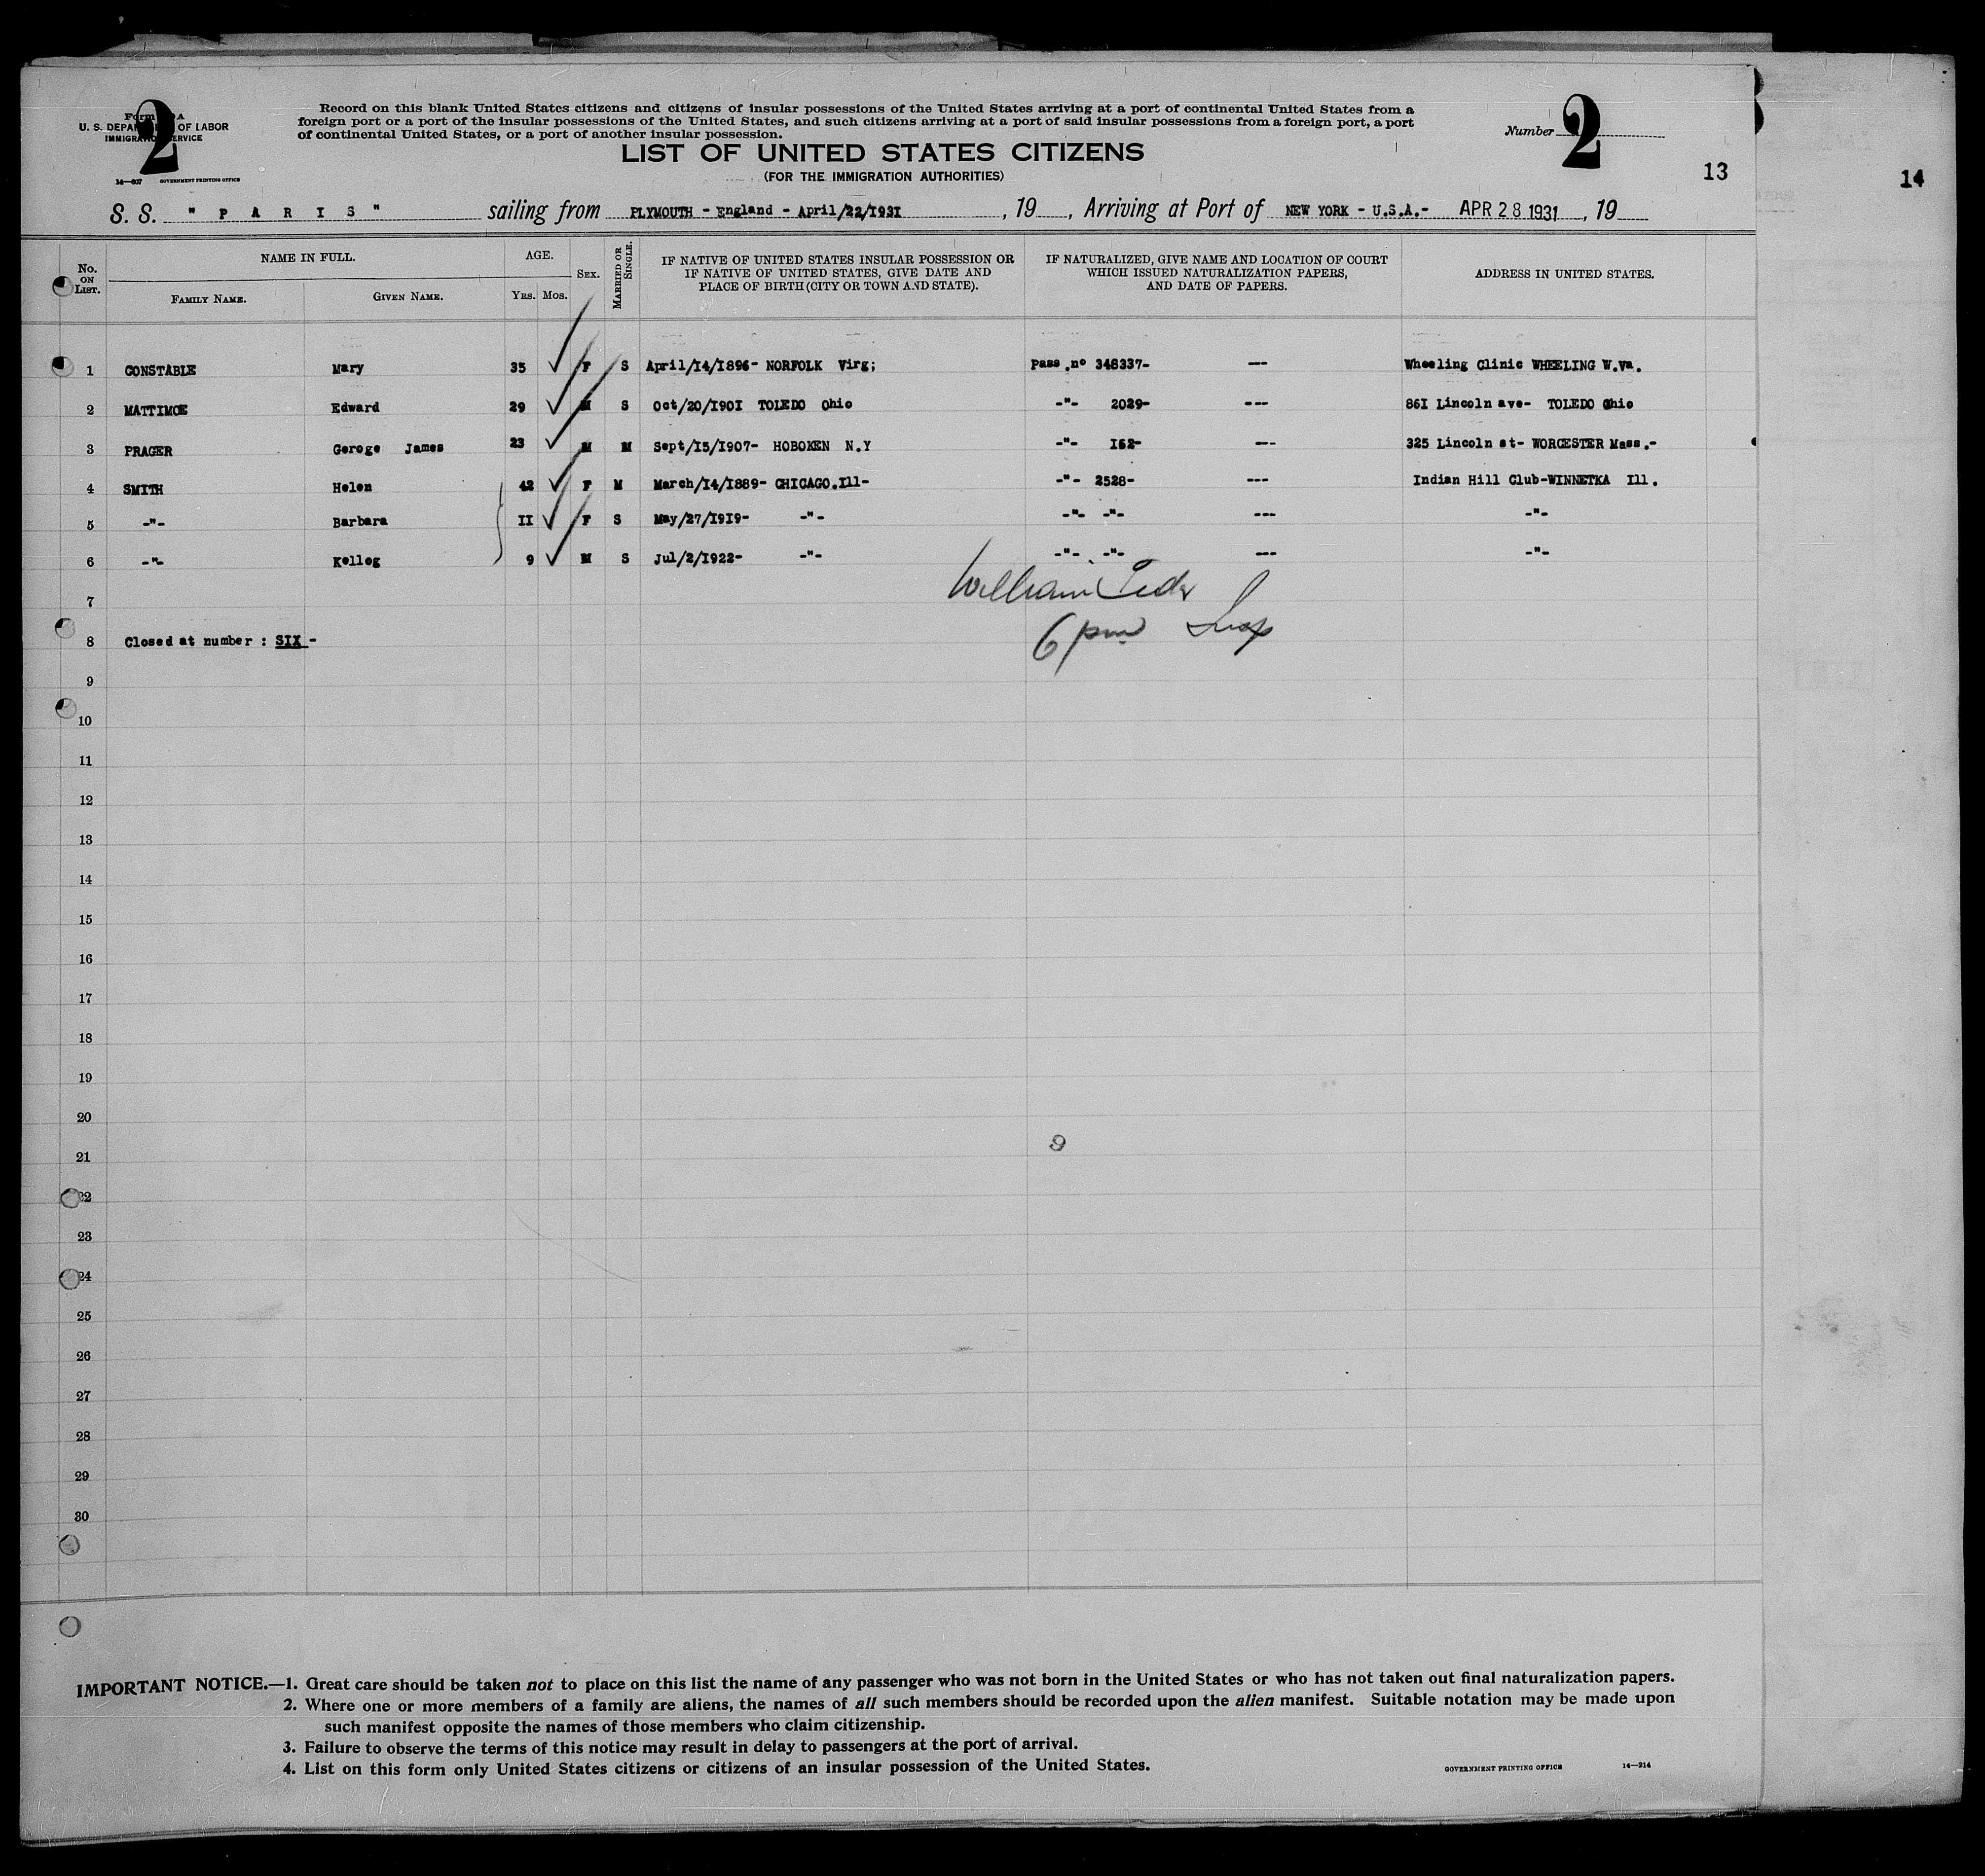 Record on this blank United States citizens and citizens of insular possessions of the United States arriving at a port of continental United States from a
foreign port or a port of the insular possessions of the United States, and such citizens arriving at a port of said insular possessions from a foreign port, a port
of continental United States, or a port of another insular possession.
2
U. S. OF LABOR
14—607 GOVERNMENT PRINTING OFFICE
LIST OF UNITED STATES CITIZENS
(FOR THE IMMIGRATION AUTHORITIES)
Number 2
13
14
S. S. " P A R I S " sailing from PLYMOUTH - England - April/22/1931 , 19 , Arriving at Port of NEW YORK - U.S.A.- APR 28 1931 , 19
No. ON LIST.
NAME IN FULL.
FAMILY NAME. GIVEN NAME.
AGE.
YRS. MOS.
SEX.
MARRIED OR SINGLE.
IF NATIVE OF UNITED STATES INSULAR POSSESSION OR
IF NATIVE OF UNITED STATES, GIVE DATE AND
PLACE OF BIRTH (CITY OR TOWN AND STATE).
IF NATURALIZED, GIVE NAME AND LOCATION OF COURT
WHICH ISSUED NATURALIZATION PAPERS,
AND DATE OF PAPERS.
ADDRESS IN UNITED STATES.
1 CONSTABLE Mary 35 F S April/14/1896- NORFOLK Virg; Pass.nº 348337- --- Wheeling Clinic WHEELING W.Va.
2 MATTIMOE Edward 29 M S Oct/20/1901 TOLEDO Ohio -"- 2029- --- 861 Lincoln ave- TOLEDO Ohio
3 PRAGER Geroge James 23 M M Sept/15/1907- HOBOKEN N.Y -"- 162- --- 325 Lincoln st- WORCESTER Mass.-
4 SMITH Helen 42 F M March/14/1889- CHICAGO.Ill- -"- 2528- --- Indian Hill Club-WINNETKA Ill.
5 -"- Barbara II F S May/27/1919- -"- -"- -"- --- -"-
6 -"- Kelleg 9 M S Jul/2/1922- -"- -"- -"- --- -"-
7 William
6 pm Insp
8 Closed at number : SIX -
9
10
11
12
13
14
15
16
17
18
19
20
21
22
23
24
25
26
27
28
29
30
IMPORTANT NOTICE.—1. Great care should be taken not to place on this list the name of any passenger who was not born in the United States or who has not taken out final naturalization papers.
2. Where one or more members of a family are aliens, the names of all such members should be recorded upon the alien manifest. Suitable notation may be made upon
such manifest opposite the names of those members who claim citizenship.
3. Failure to observe the terms of this notice may result in delay to passengers at the port of arrival.
4. List on this form only United States citizens or citizens of an insular possession of the United States.
GOVERNMENT PRINTING OFFICE 14—214